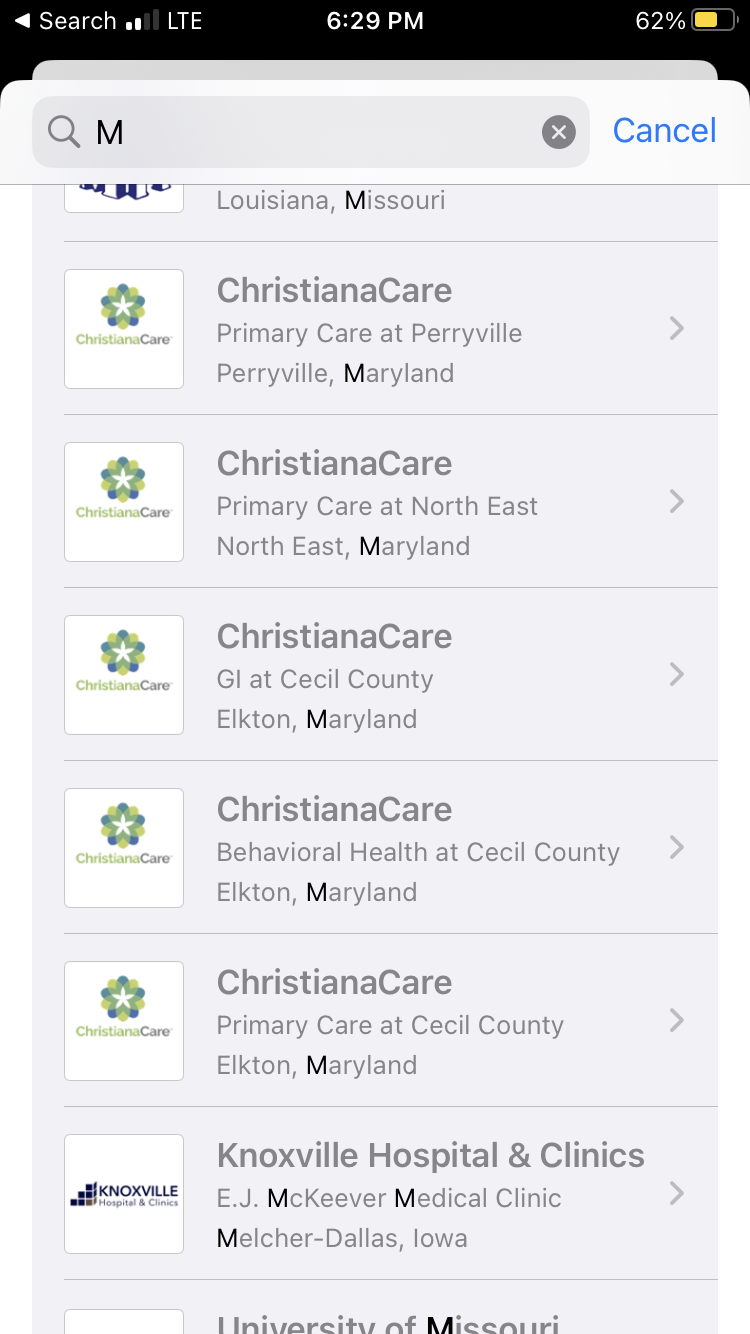 Search LTE 6:29 PM 62%
M Cancel
Louisiana, Missouri
ChristianaCare
ChristianaCare
Primary Care at Perryville
Perryville, Maryland
ChristianaCare
ChristianaCare
Primary Care at North East
North East, Maryland
ChristianaCare
ChristianaCare
GI at Cecil County
Elkton, Maryland
ChristianaCare
ChristianaCare
Behavioral Health at Cecil County
Elkton, Maryland
ChristianaCare
ChristianaCare
Primary Care at Cecil County
Elkton, Maryland
ChristianaCare
Knoxville Hospital & Clinics
E.J. McKeever Medical Clinic
Melcher-Dallas, Iowa
KNOXVILLE
Hospital & Clinics
University of Missouri